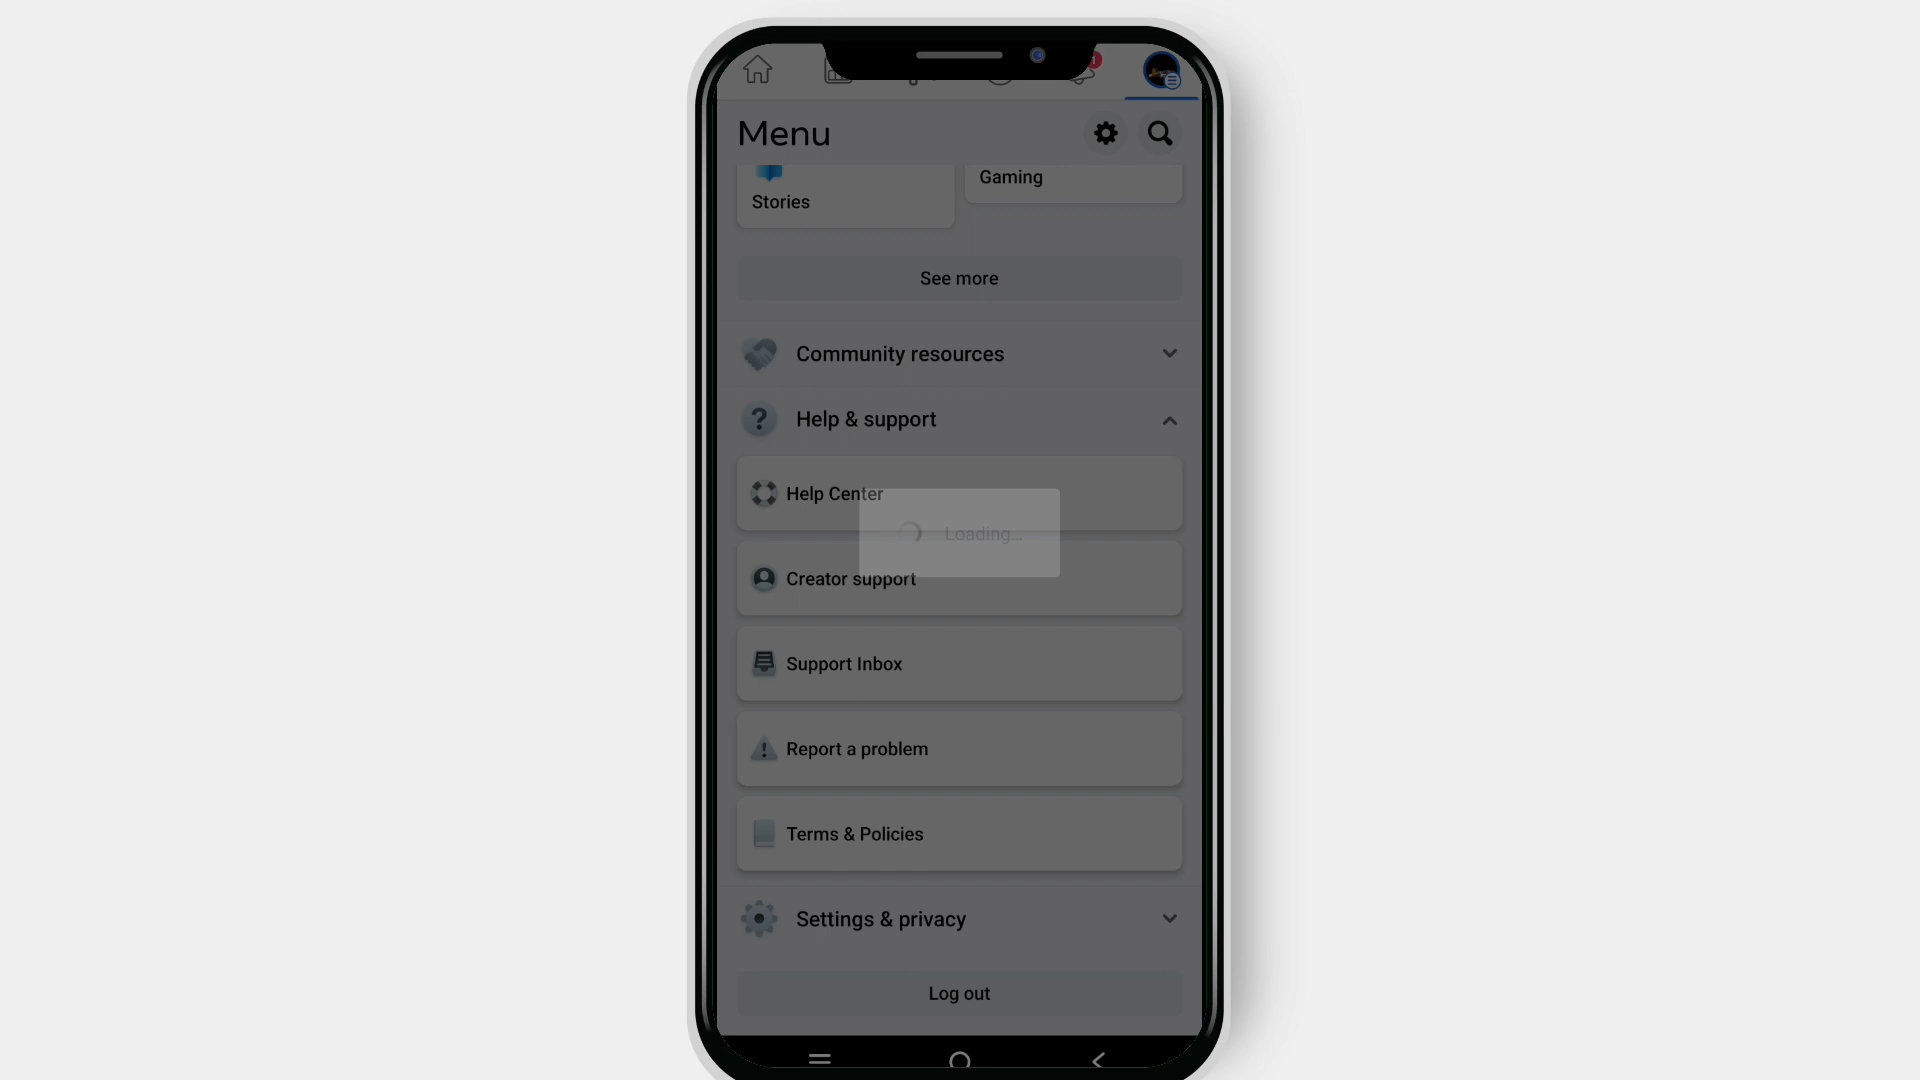 Menu
Stories
Gaming
See more
Community resources
Help & support
Help Center
Loading...
Creator support
Support Inbox
Report a problem
Terms & Policies
Settings & privacy
Log out